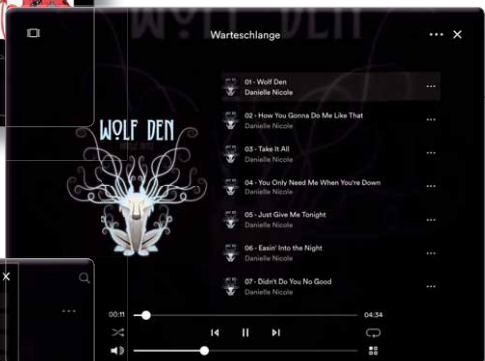 Warteschlange
WOLF DEN
01 - Wolf Den
Danielle Nicole
02 - How You Gonna Do Me Like That
Danielle Nicole
03 - Take It All
Danielle Nicole
04 - You Only Need Me When You're Down
Danielle Nicole
05 - Just Give Me Tonight
Danielle Nicole
06 - Easin' Into the Night
Danielle Nicole
07 - Didn't Do You No Good
Danielle Nicole
00:11
04:34